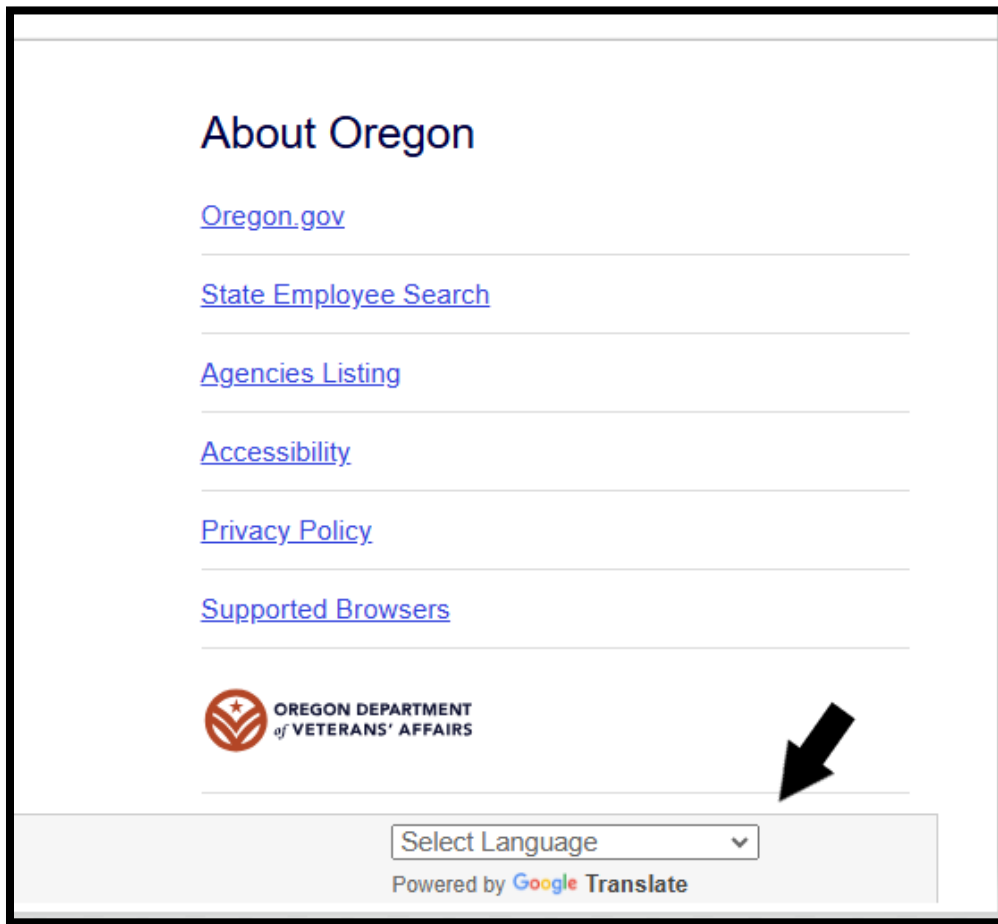 About Oregon
Oregon.gov
State Employee Search
Agencies Listing
Accessibility
Privacy Policy
Supported Browsers
OREGON DEPARTMENT
of VETERANS' AFFAIRS
Select Language
Powered by Google Translate